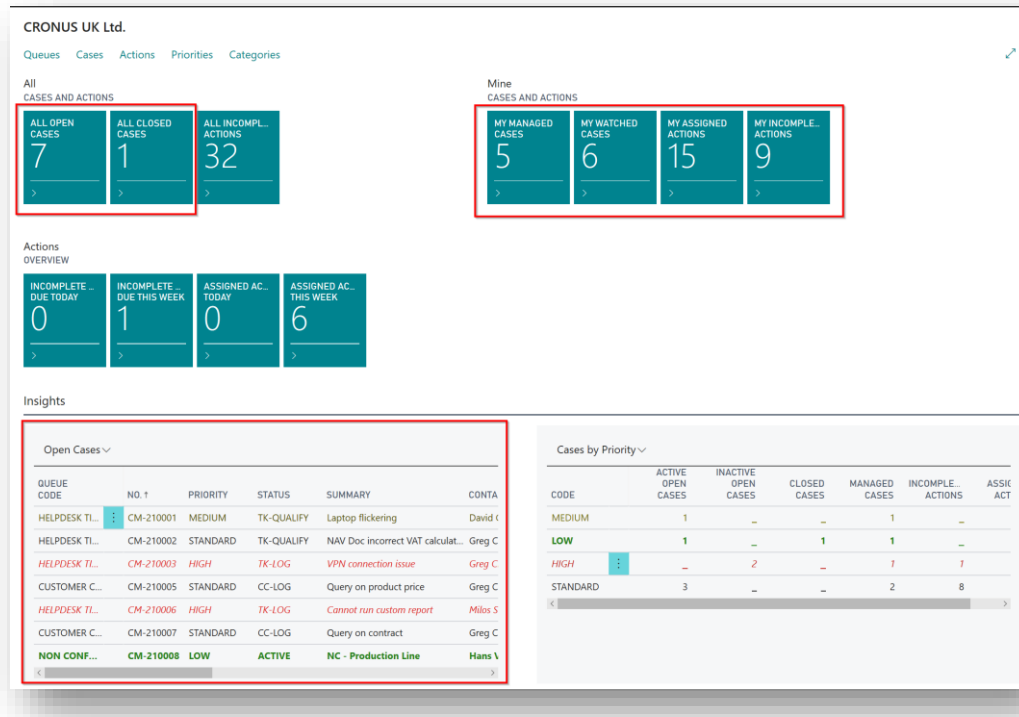 CRONUS UK Ltd.
Queues Cases Actions Priorities Categories
All
CASES AND ACTIONS
ALL OPEN CASES
7
ALL CLOSED CASES
1
ALL INCOMPL... ACTIONS
32
Mine
CASES AND ACTIONS
MY MANAGED CASES
5
MY WATCHED CASES
6
MY ASSIGNED ACTIONS
15
MY INCOMPLE... ACTIONS
9
Actions
OVERVIEW
INCOMPLETE ... DUE TODAY
0
INCOMPLETE ... DUE THIS WEEK
1
ASSIGNED AC... TODAY
0
ASSIGNED AC... THIS WEEK
6
Insights
Open Cases
QUEUE CODE NO. ↑ PRIORITY STATUS SUMMARY CONTA
HELPDESK TI... CM-210001 MEDIUM TK-QUALIFY Laptop flickering David
HELPDESK TI... CM-210002 STANDARD TK-QUALIFY NAV Doc incorrect VAT calculat... Greg C
HELPDESK TI... CM-210003 HIGH TK-LOG VPN connection issue Greg C
CUSTOMER C... CM-210005 STANDARD CC-LOG Query on product price Greg C
HELPDESK TI... CM-210006 HIGH TK-LOG Cannot run custom report Milos S
CUSTOMER C... CM-210007 STANDARD CC-LOG Query on contract Greg C
NON CONF... CM-210008 LOW ACTIVE NC - Production Line Hans
Cases by Priority
CODE ACTIVE OPEN CASES INACTIVE OPEN CASES CLOSED CASES MANAGED CASES INCOMPLE... ACTIONS ASSIG ACT
MEDIUM 1 _ _ 1 _
LOW 1 _ 1 1 _
HIGH _ 2 _ 1 1
STANDARD 3 _ _ 2 8